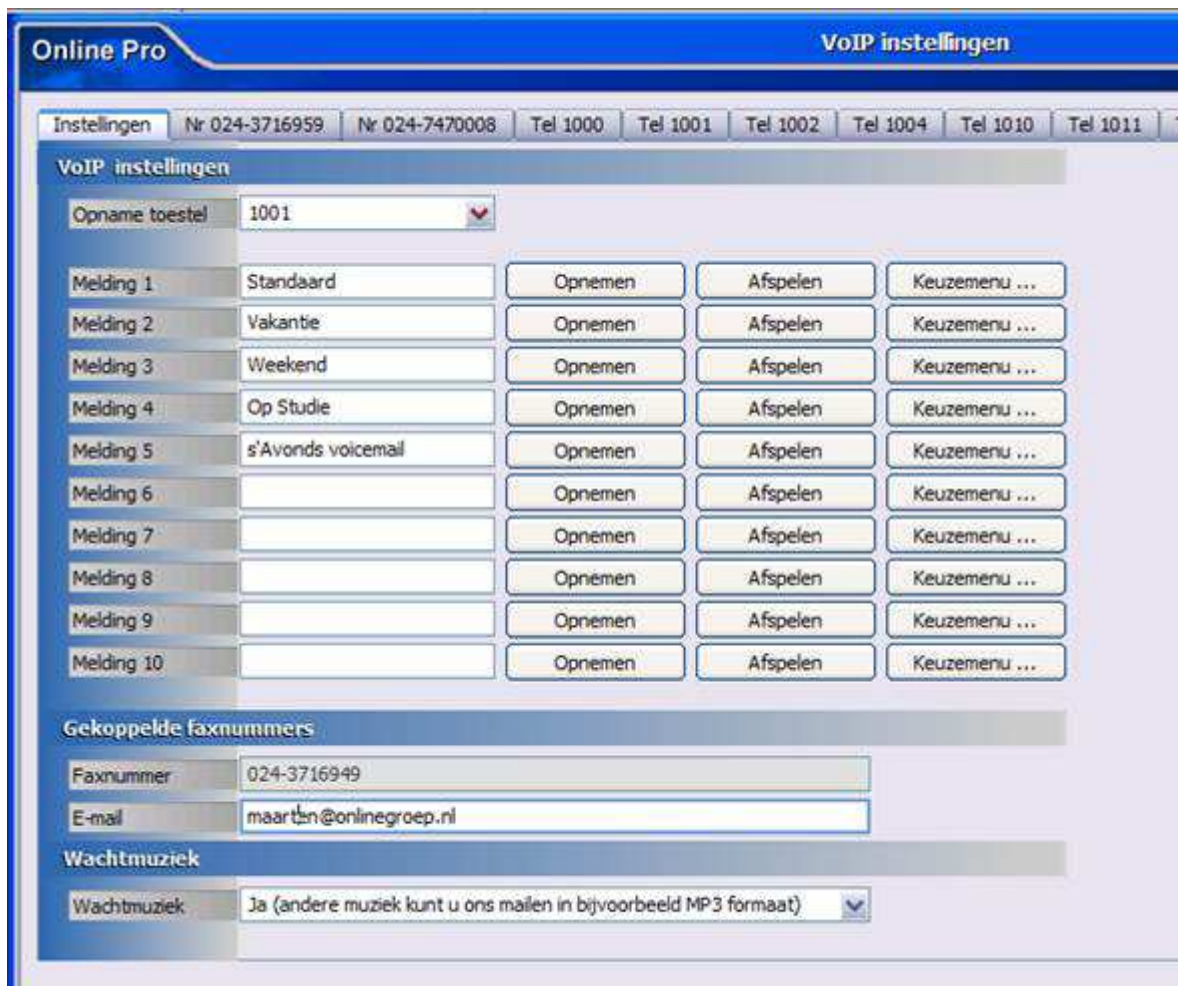 Online Pro VoIP instellingen
Instellingen Nr 024-3716959 Nr 024-7470008 Tel 1000 Tel 1001 Tel 1002 Tel 1004 Tel 1010 Tel 1011
VoIP instellingen
Opname toestel 1001
Melding 1 Standaard Opnemen Afspelen Keuzemenu ...
Melding 2 Vakantie Opnemen Afspelen Keuzemenu ...
Melding 3 Weekend Opnemen Afspelen Keuzemenu ...
Melding 4 Op Studie Opnemen Afspelen Keuzemenu ...
Melding 5 s'Avonds voicemail Opnemen Afspelen Keuzemenu ...
Melding 6 Opnemen Afspelen Keuzemenu ...
Melding 7 Opnemen Afspelen Keuzemenu ...
Melding 8 Opnemen Afspelen Keuzemenu ...
Melding 9 Opnemen Afspelen Keuzemenu ...
Melding 10 Opnemen Afspelen Keuzemenu ...
Gekoppelde faxnummers
Faxnummer 024-3716949
E-mail maarten@onlinegroep.nl
Wachtmuziek
Wachtmuziek Ja (andere muziek kunt u ons mailen in bijvoorbeeld MP3 formaat)